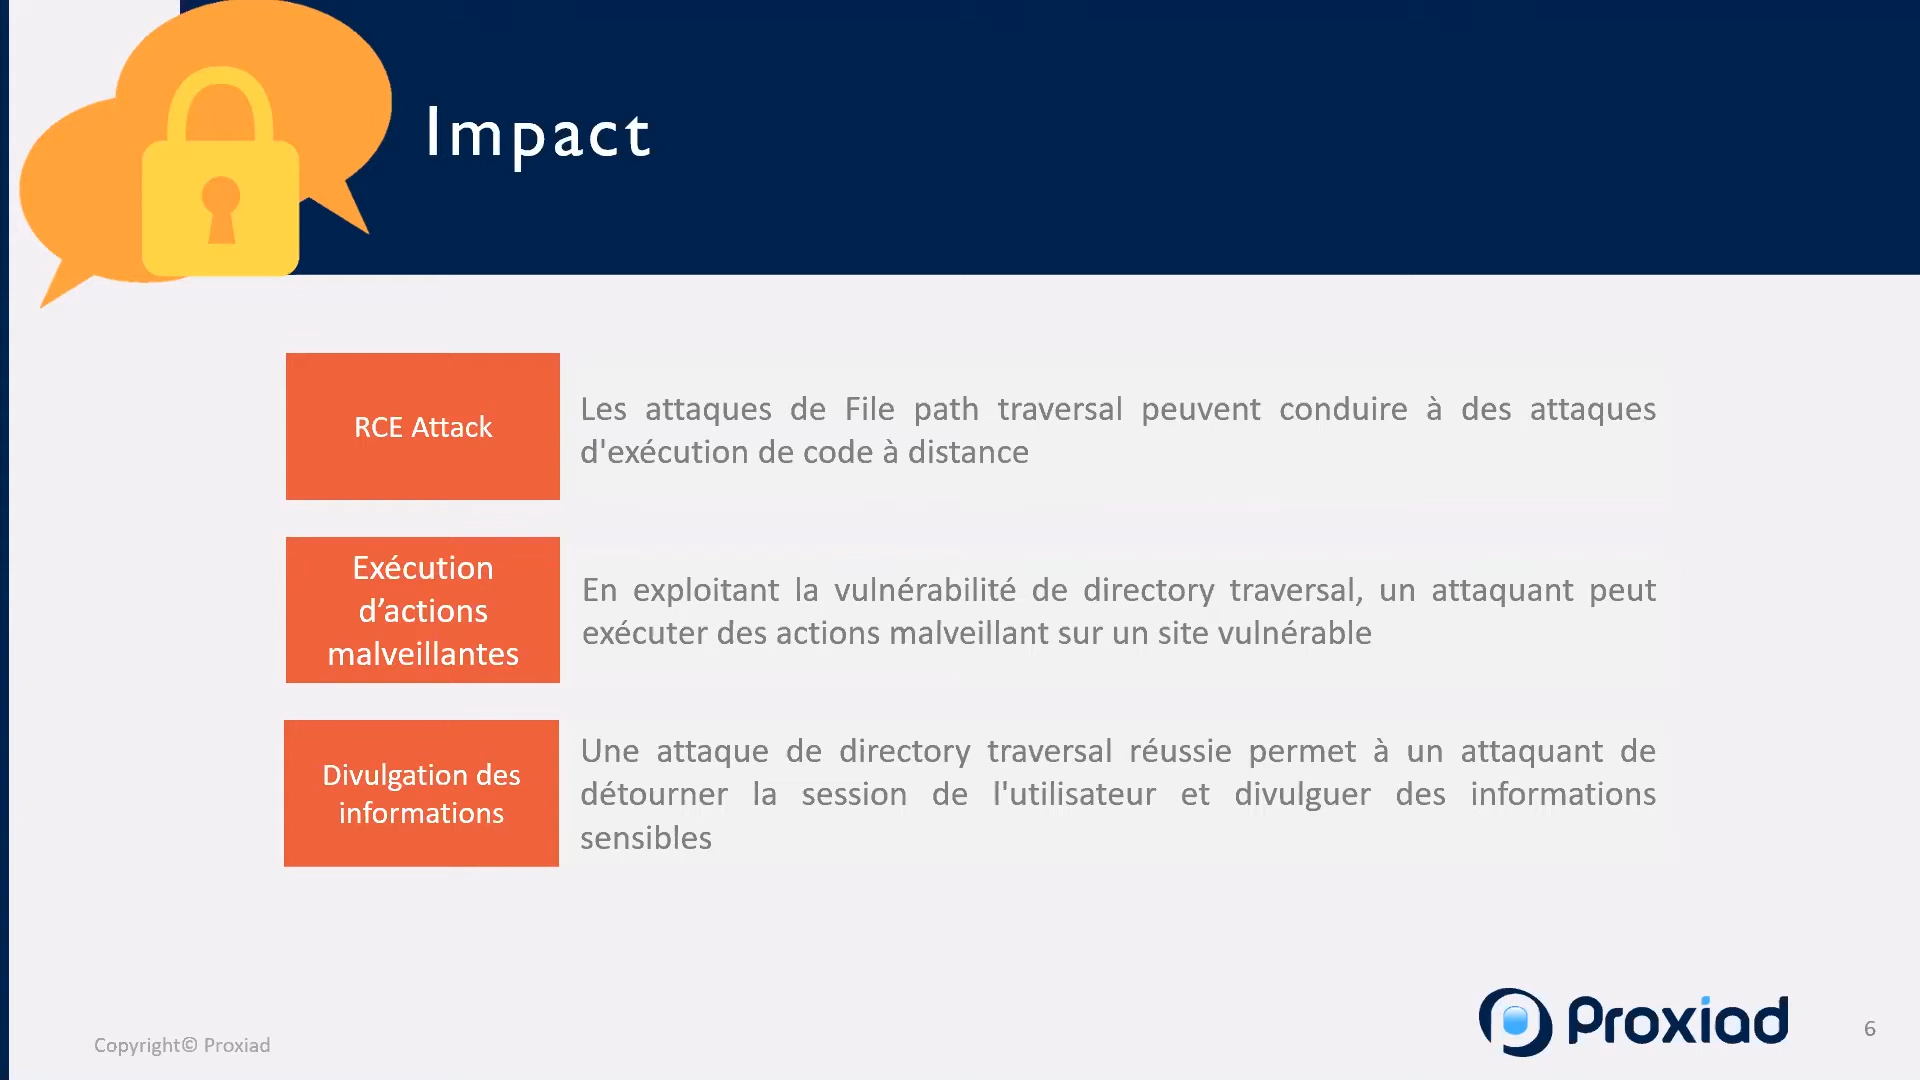 Impact
RCE Attack
Les attaques de File path traversal peuvent conduire à des attaques
d'exécution de code à distance
Exécution
d’actions
malveillantes
En exploitant la vulnérabilité de directory traversal, un attaquant peut
exécuter des actions malveillant sur un site vulnérable
Divulgation des
informations
Une attaque de directory traversal réussie permet à un attaquant de
détourner la session de l'utilisateur et divulguer des informations
sensibles
Copyright© Proxiad
Proxiad
6